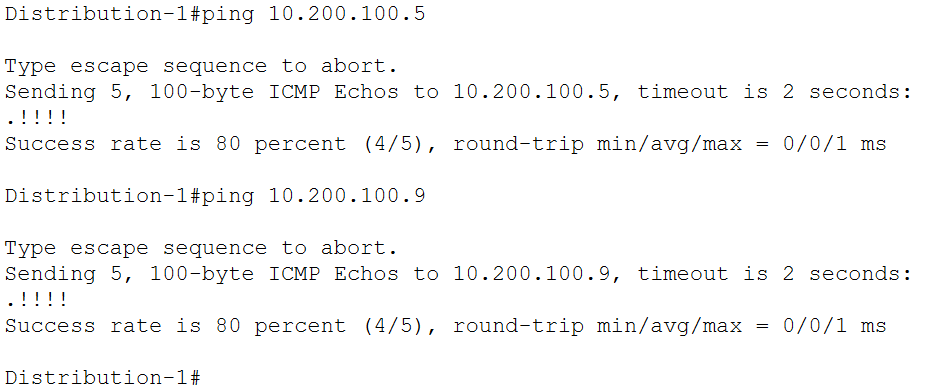 Distribution-1#ping 10.200.100.5
Type escape sequence to abort.
Sending 5, 100-byte ICMP Echos to 10.200.100.5, timeout is 2 seconds:
.!!!!
Success rate is 80 percent (4/5), round-trip min/avg/max = 0/0/1 ms
Distribution-1#ping 10.200.100.9
Type escape sequence to abort.
Sending 5, 100-byte ICMP Echos to 10.200.100.9, timeout is 2 seconds:
.!!!!
Success rate is 80 percent (4/5), round-trip min/avg/max = 0/0/1 ms
Distribution-1#